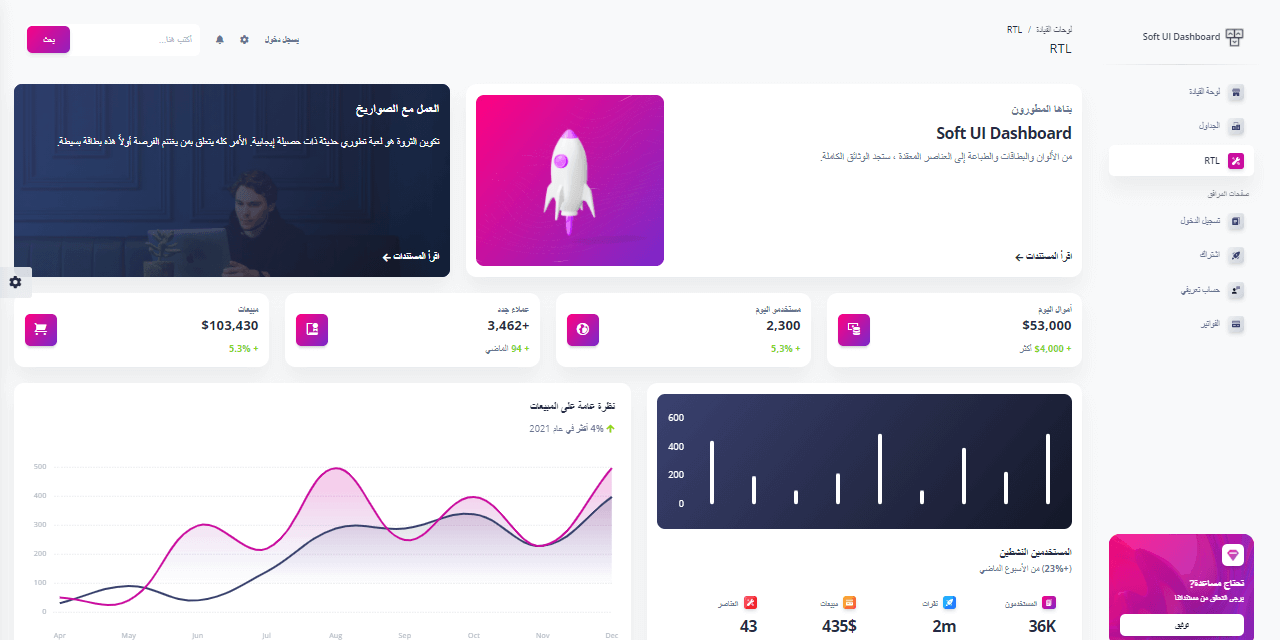 Soft UI Dashboard
لوحة القيادة
الجداول
RTL
صفحات المرافق
تسجيل الدخول
اشتراك
حساب تعريفي
الفواتير
تحتاج مساعدة?
يرجى التحقق من مستنداتنا
توثيق
لوحات القيادة / RTL
RTL
يسجل دخول
أكتب هنا...
بحث
بناها المطورون
Soft UI Dashboard
من الألوان والبطاقات والطباعة إلى العناصر المعقدة ، ستجد الوثائق الكاملة.
اقرأ المستندات
العمل مع الصواريخ
تكوين الثروة هو لعبة تطوري حديثة ذات حصيلة إيجابية. الأمر كله يتعلق بمن يغتنم الفرصة أولاً هذه بطاقة بسيطة.
اقرأ المستندات
أموال اليوم
$53,000
+ $4,000 أكثر
مستخدمو اليوم
2,300
+ 5,3%
عملاء جدد
+3,462
+ 94 الماضي
مبيعات
$103,430
+ 5.3%
600
400
200
0
المستخدمين النشطين
(+23%) من الأسبوع الماضي
المستخدمون
36K
نقرات
2m
مبيعات
435$
العناصر
43
نظرة عامة على المبيعات
4% أكثر في عام 2021
500
400
300
200
100
0
Apr May Jun Jul Aug Sep Oct Nov Dec